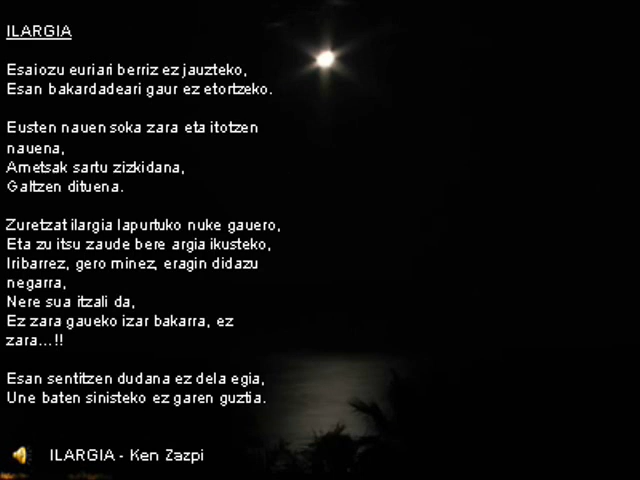 ILARGIA
Esaiozu euriari berriz ez jauzteko,
Esan bakardadeari gaur ez etortzeko.
Eusten nauen soka zara eta itotzen
nauena,
Ametsak sartu zizkidana,
Galtzen dituena.
Zuretzat ilargia lapurtuko nuke gauero,
Eta zu itsu zaude bere argia ikusteko,
Iribarrez, gero minez, eragin didazu
negarra,
Nere sua itzali da,
Ez zara gaueko izar bakarra, ez
zara...!!
Esan sentitzen dudana ez dela egia,
Une baten sinisteko ez garen guztia.
ILARGIA - Ken Zazpi